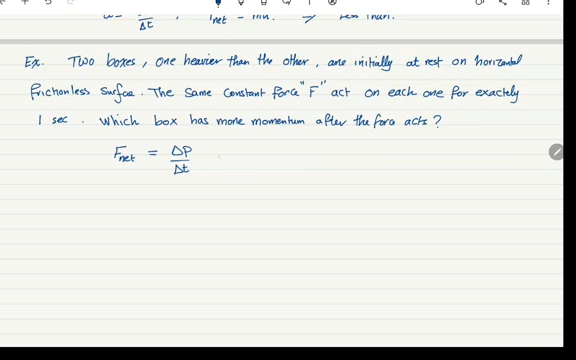 Δt
Ex. Two boxes, one heavier than the other, are initially at rest on horizontal
frictionless surface. The same constant force "F" act on each one for exactly
1 sec. Which box has more momentum after the force acts?
Fnet = ΔP
Δt